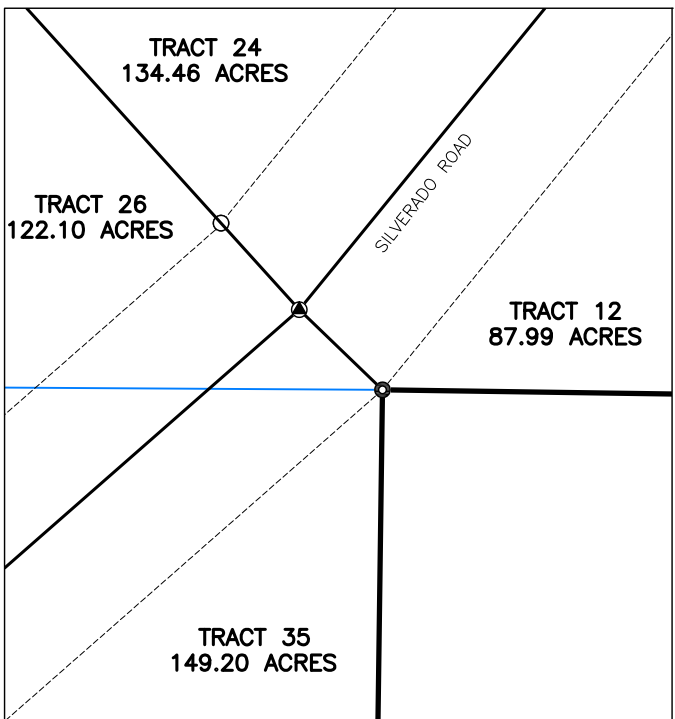 TRACT 24
134.46 ACRES
SILVERADO ROAD
TRACT 26
122.10 ACRES
TRACT 12
87.99 ACRES
TRACT 35
149.20 ACRES